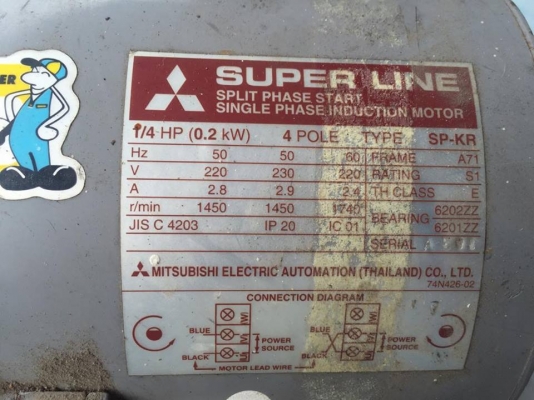 ER
SUPER LINE
SPLIT PHASE START
SINGLE PHASE INDUCTION MOTOR
1/4 HP (0.2 kW) 4 POLE TYPE SP-KR
Hz 50 50 60 FRAME A71
V 220 230 220 RATING S1
A 2.8 2.9 2.4 TH CLASS E
r/min 1450 1450 1740 BEARING 6202ZZ
JIS C 4203 IP 20 IC 01 6201ZZ
SERIAL
MITSUBISHI ELECTRIC AUTOMATION (THAILAND) CO., LTD.
74N426-02
CONNECTION DIAGRAM
BLUE POWER SOURCE BLUE POWER SOURCE
BLACK MOTOR LEAD WIRE BLACK